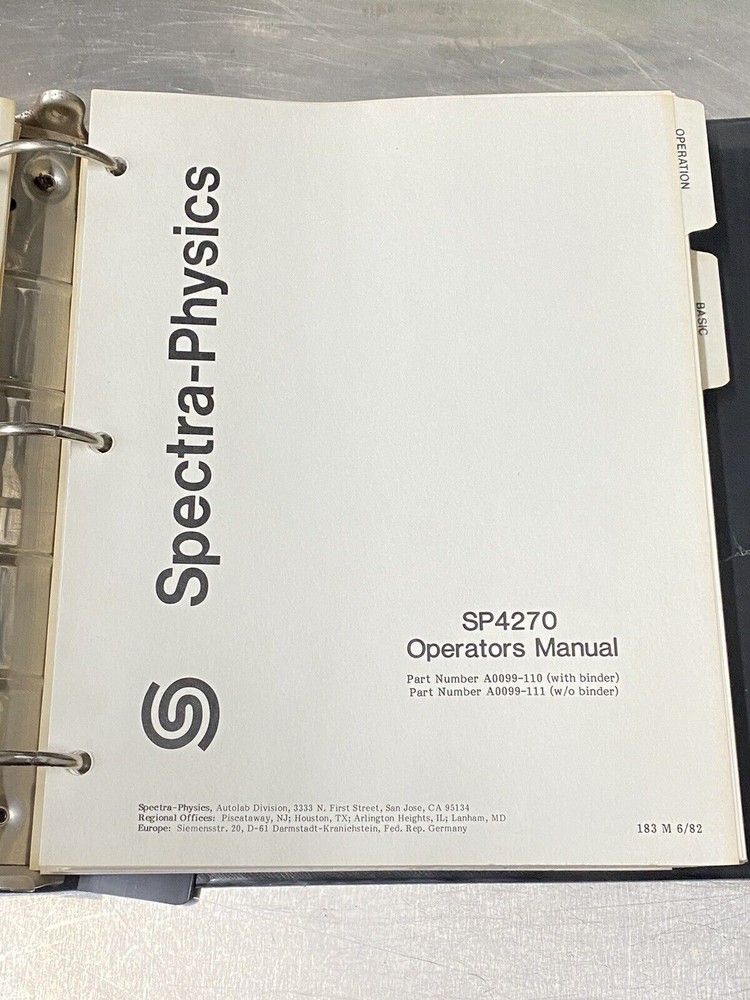 Spectra-Physics
SP4270
Operators Manual
Part Number A0099-110 (with binder)
Part Number A0099-111 (w/o binder)
Spectra-Physics, Autolab Division, 3333 N. First Street, San Jose, CA 95134
Regional Offices: Piscataway, NJ; Houston, TX; Arlington Heights, IL; Lanham, MD
Europe: Siemensstr. 20, D-61 Darmstadt-Kranichstein, Fed. Rep. Germany
183 M 6/82
OPERATION
BASIC